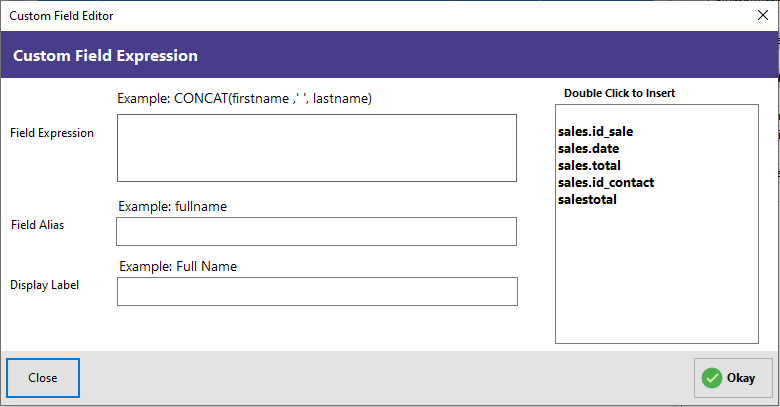 Custom Field Editor
Custom Field Expression
Example: CONCAT(firstname ,' ', lastname)
Field Expression
Example: fullname
Field Alias
Example: Full Name
Display Label
Double Click to Insert
sales.id_sale
sales.date
sales.total
sales.id_contact
salestotal
Close
Okay